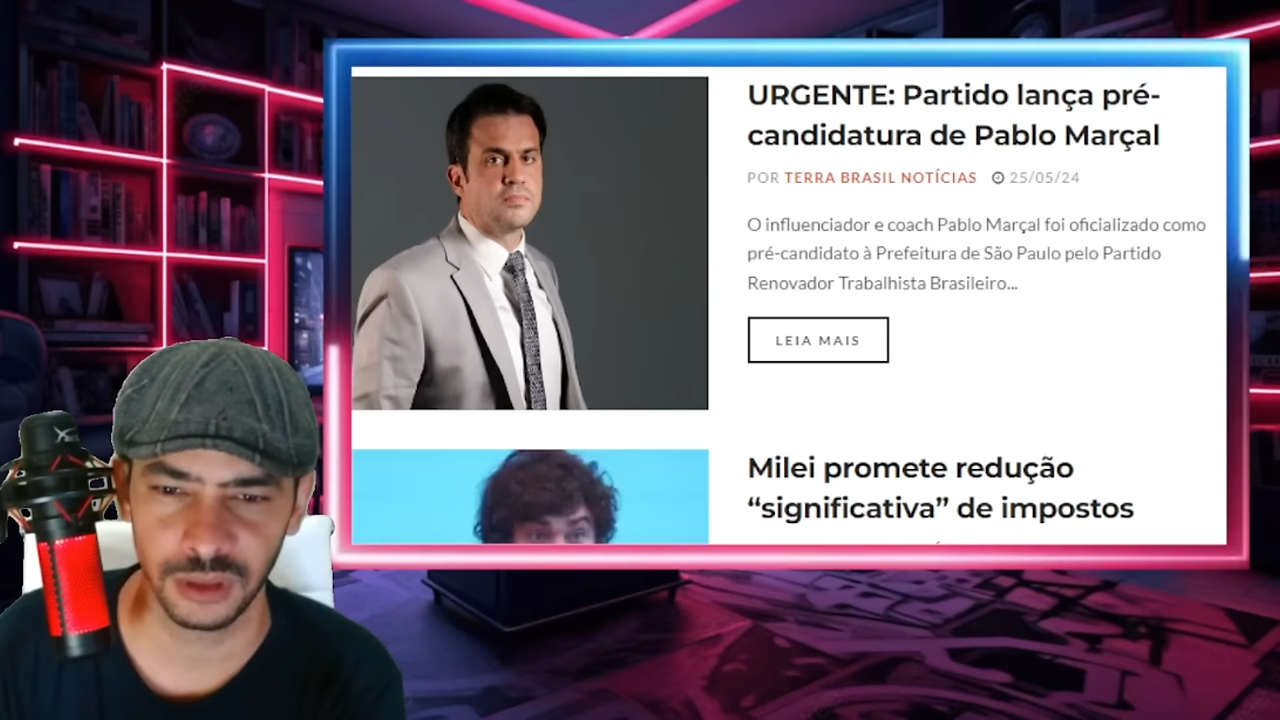 URGENTE: Partido lança pré-
candidatura de Pablo Marçal
POR TERRA BRASIL NOTÍCIAS 25/05/24
O influenciador e coach Pablo Marçal foi oficializado como
pré-candidato à Prefeitura de São Paulo pelo Partido
Renovador Trabalhista Brasileiro...
LEIA MAIS
Milei promete redução
“significativa” de impostos